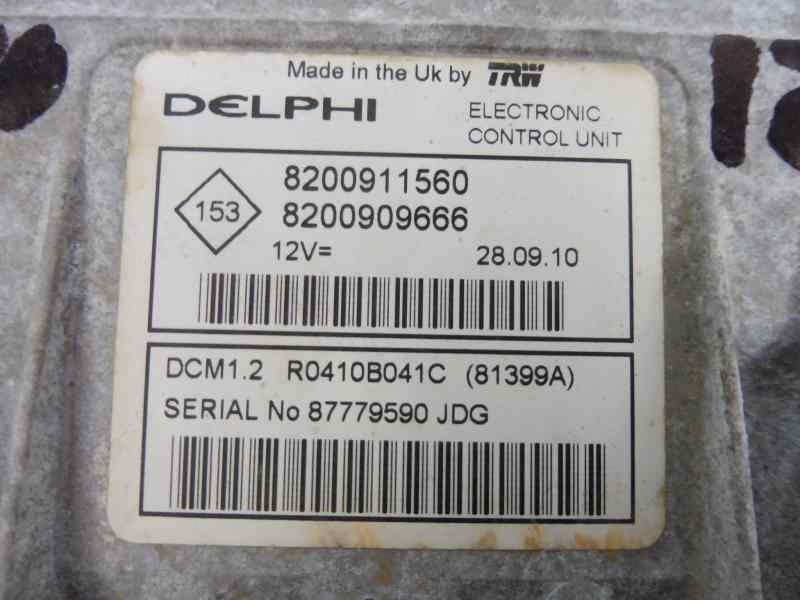 Made in the Uk by TRW
DELPHI
ELECTRONIC
CONTROL UNIT
153
8200911560
8200909666
12V= 28.09.10
DCM1.2 R0410B041C (81399A)
SERIAL No 87779590 JDG